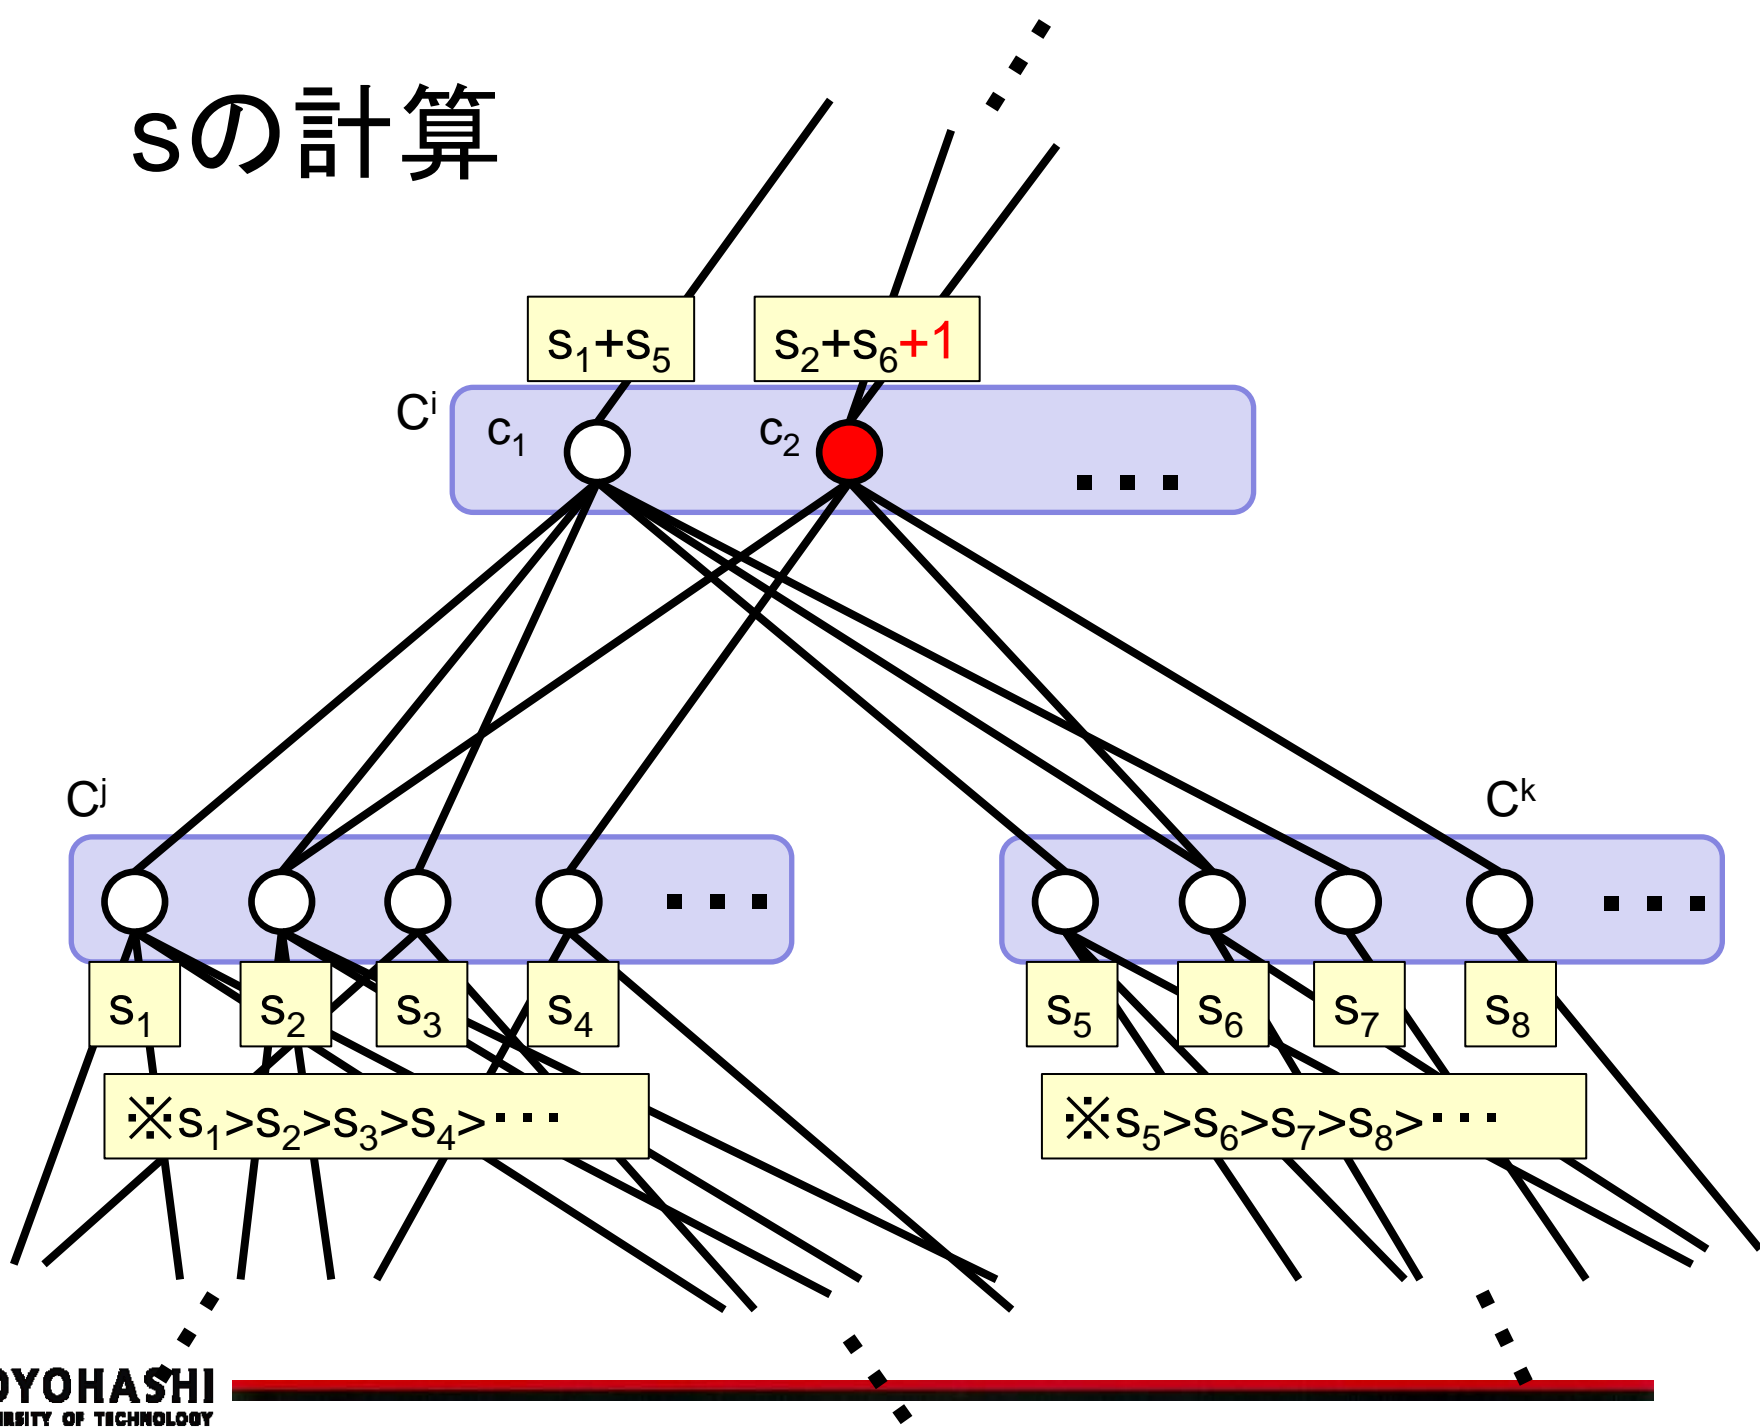 sの計算
s₁+s₅
s₂+s₆+1
Cⁱ
c₁
c₂
...
Cʲ
Cᵏ
...
...
s₁
s₂
s₃
s₄
s₅
s₆
s₇
s₈
※s₁>s₂>s₃>s₄>･･･
※s₅>s₆>s₇>s₈>･･･
OYOHASHI
ERSITY OF TECHNOLOGY